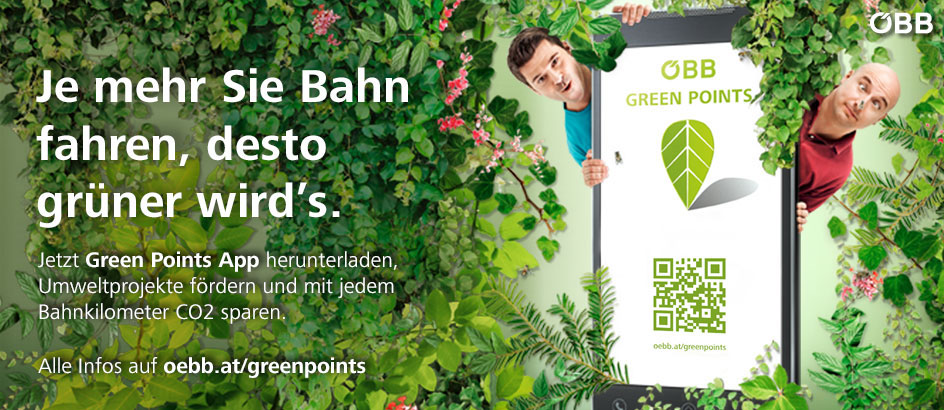 ÖBB
Je mehr Sie Bahn
fahren, desto
grüner wird’s.
Jetzt Green Points App herunterladen,
Umweltprojekte fördern und mit jedem
Bahnkilometer CO2 sparen.
Alle Infos auf oebb.at/greenpoints
ÖBB
GREEN POINTS
oebb.at/greenpoints